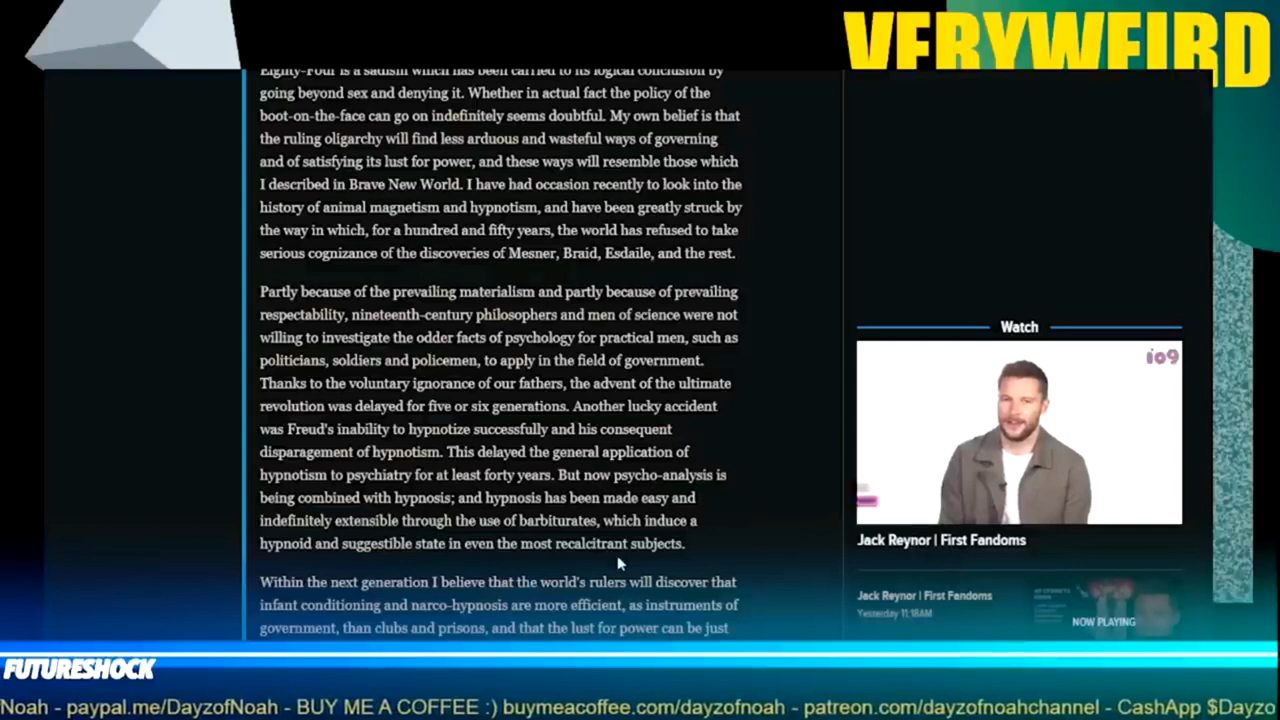 VERYWEIRD
Eighty-Four is a sadism which has been carried to its logical conclusion by
going beyond sex and denying it. Whether in actual fact the policy of the
boot-on-the-face can go on indefinitely seems doubtful. My own belief is that
the ruling oligarchy will find less arduous and wasteful ways of governing
and of satisfying its lust for power, and these ways will resemble those which
I described in Brave New World. I have had occasion recently to look into the
history of animal magnetism and hypnotism, and have been greatly struck by
the way in which, for a hundred and fifty years, the world has refused to take
serious cognizance of the discoveries of Mesner, Braid, Esdaile, and the rest.
Partly because of the prevailing materialism and partly because of prevailing
respectability, nineteenth-century philosophers and men of science were not
willing to investigate the odder facts of psychology for practical men, such as
politicians, soldiers and policemen, to apply in the field of government.
Thanks to the voluntary ignorance of our fathers, the advent of the ultimate
revolution was delayed for five or six generations. Another lucky accident
was Freud's inability to hypnotize successfully and his consequent
disparagement of hypnotism. This delayed the general application of
hypnotism to psychiatry for at least forty years. But now psycho-analysis is
being combined with hypnosis; and hypnosis has been made easy and
indefinitely extensible through the use of barbiturates, which induce a
hypnoid and suggestible state in even the most recalcitrant subjects.
Within the next generation I believe that the world's rulers will discover that
infant conditioning and narco-hypnosis are more efficient, as instruments of
government, than clubs and prisons, and that the lust for power can be just
Watch
io9
Jack Reynor | First Fandoms
Jack Reynor | First Fandoms
Yesterday 11:18AM
NOW PLAYING
FUTURESHOCK
Noah - paypal.me/DayzofNoah - BUY ME A COFFEE :) buymeacoffee.com/dayzofnoah - patreon.com/dayzofnoahchannel - CashApp $Dayzo